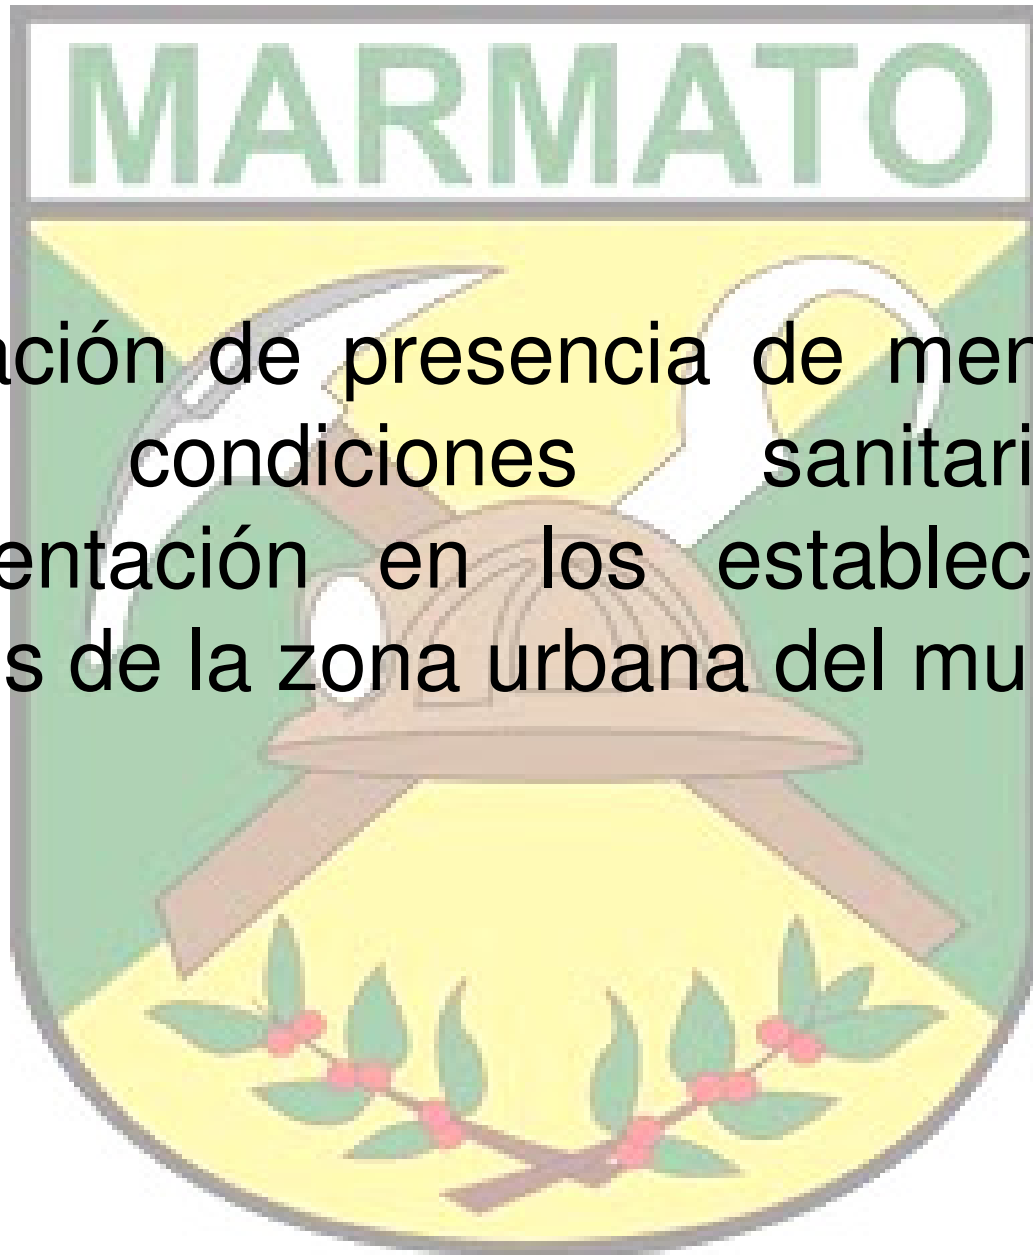 MARMATO
ación de presencia de mer
condiciones sanitari
entación en los establec
s de la zona urbana del mu